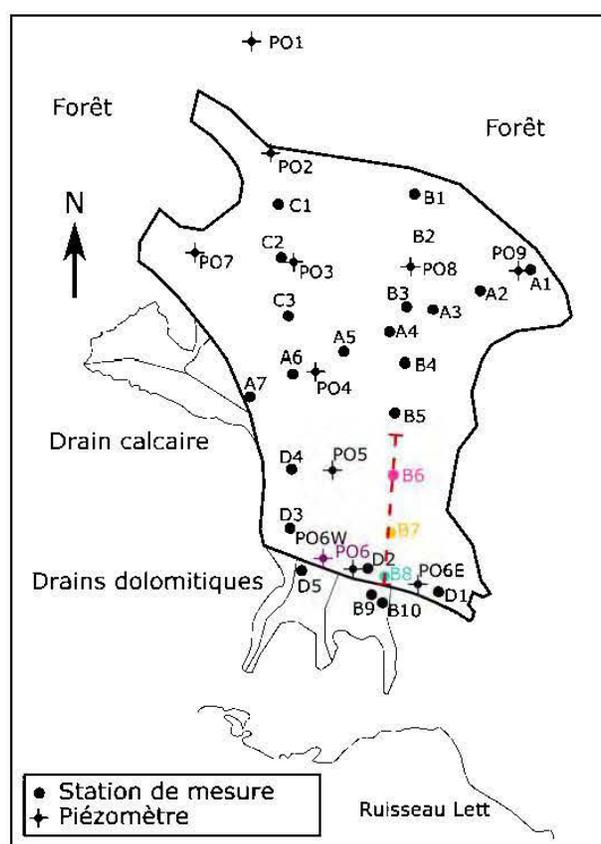 PO1
Forêt
Forêt
PO2
N
C1
B1
B2
C2
PO7
PO3
PO8
PO9
A1
A2
C3
B3
A3
A4
A5
A6
B4
PO4
A7
B5
Drain calcaire
D4
PO5
B6
D3
B7
PO6W
PO6
D2
PO6E
Drains dolomitiques
B8
D5
D1
B9
B10
Station de mesure
Piézomètre
Ruisseau Lett